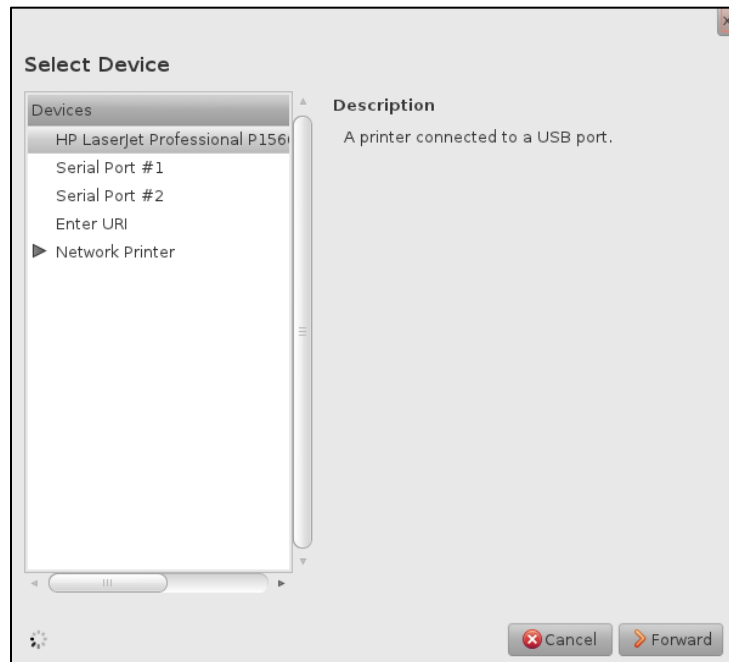 Select Device
Devices
HP LaserJet Professional
Serial Port #1
Serial Port #2
Enter URI
Network Printer
Description
A printer connected to a USB port.
Cancel
Forward